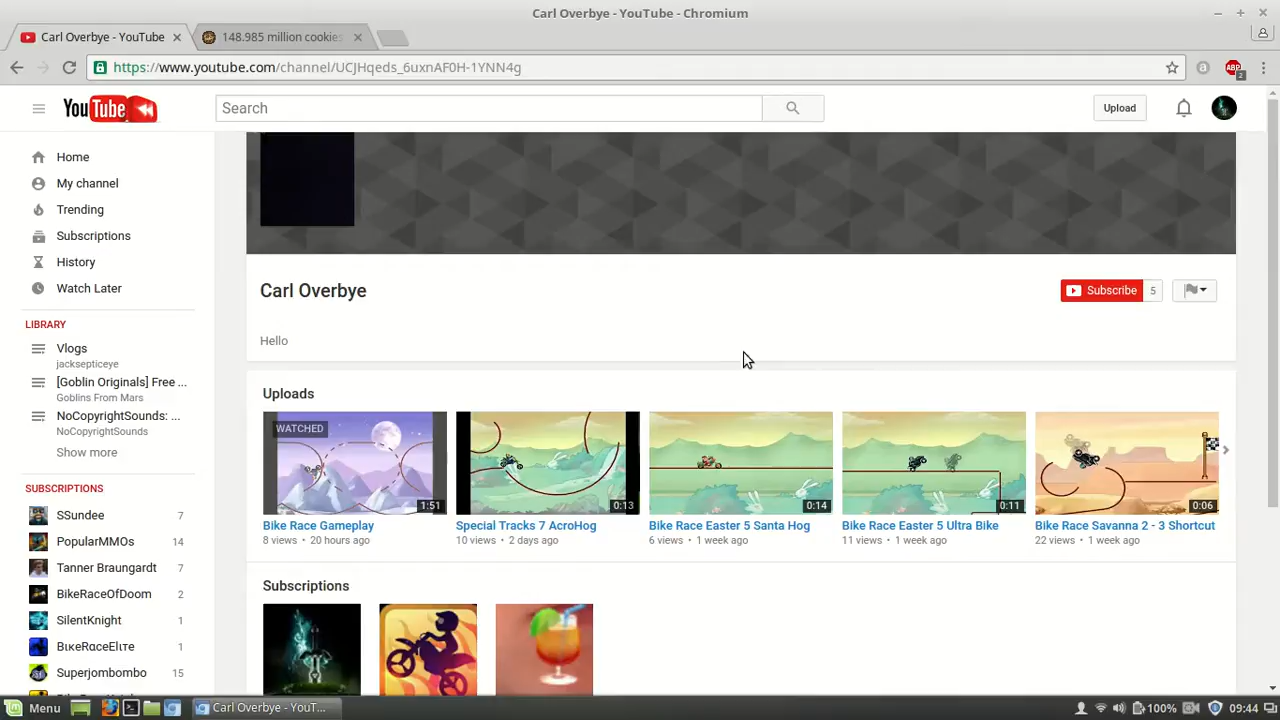 Carl Overbye - YouTube - Chromium
Carl Overbye - YouTube
148.985 million cookies
https://www.youtube.com/channel/UCJHqeds_6uxnAF0H-1YNN4g
ABP
2
YouTube
Search
Upload
Home
My channel
Trending
Subscriptions
History
Watch Later
LIBRARY
Vlogs
jacksepticeye
[Goblin Originals] Free ...
Goblins From Mars
NoCopyrightSounds: ...
NoCopyrightSounds
Show more
SUBSCRIPTIONS
SSundee 7
PopularMMOs 14
Tanner Braungardt 7
BikeRaceOfDoom 2
SilentKnight 1
BıкeRαceElιтe 1
Superjombombo 15
Carl Overbye
Subscribe 5
Hello
Uploads
WATCHED
1:51
0:13
0:14
0:11
0:06
Bike Race Gameplay
8 views • 20 hours ago
Special Tracks 7 AcroHog
10 views • 2 days ago
Bike Race Easter 5 Santa Hog
6 views • 1 week ago
Bike Race Easter 5 Ultra Bike
11 views • 1 week ago
Bike Race Savanna 2 - 3 Shortcut
22 views • 1 week ago
Subscriptions
Menu
Carl Overbye - YouT...
100%
09:44